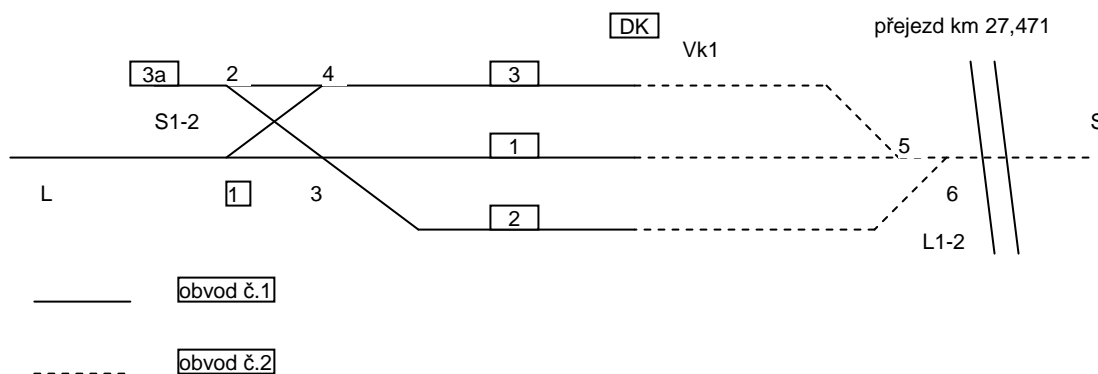 DK
přejezd km 27,471
Vk1
3a 2 4 3
S1-2 S
1 5
L 1 3 6
2 L1-2
obvod č.1
obvod č.2